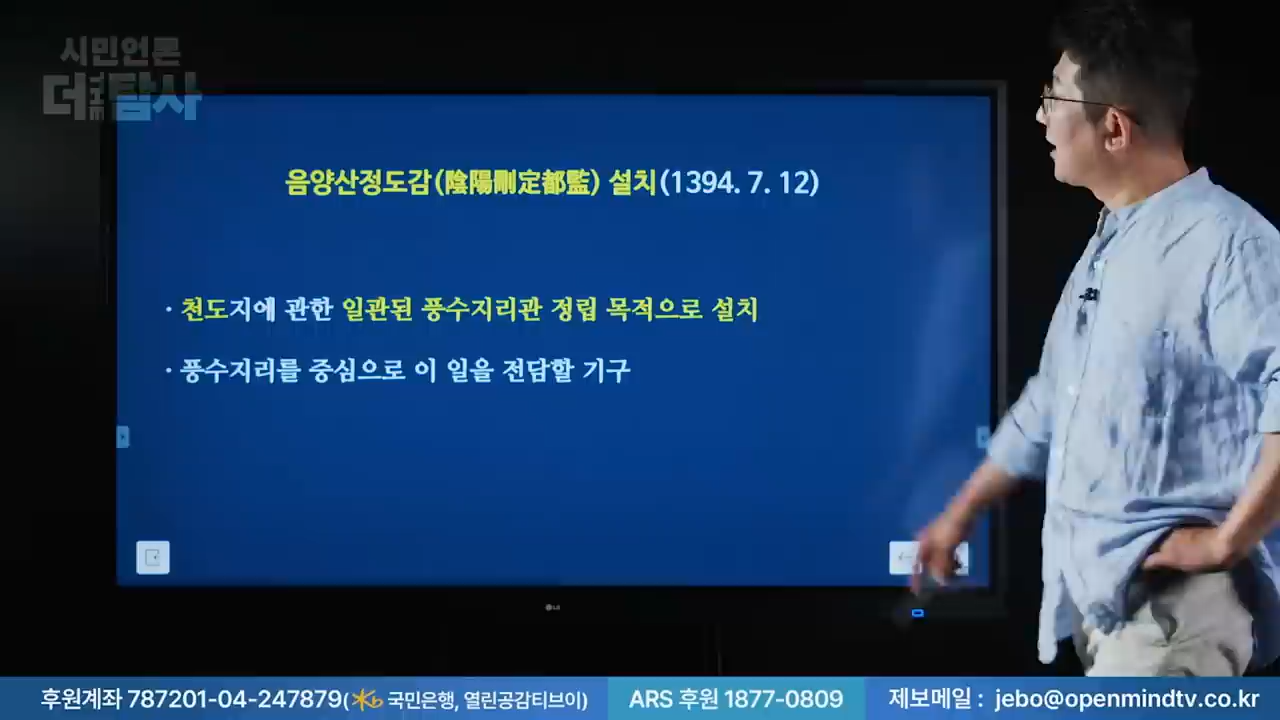 시민언론
더탐사
음양산정도감(陰陽刪定都監) 설치(1394. 7. 12)
· 천도지에 관한 일관된 풍수지리관 정립 목적으로 설치
· 풍수지리를 중심으로 이 일을 전담할 기구
LG
후원계좌 787201-04-247879( Kb 국민은행, 열린공감티브이) ARS 후원 1877-0809 제보메일 : jebo@openmindtv.co.kr